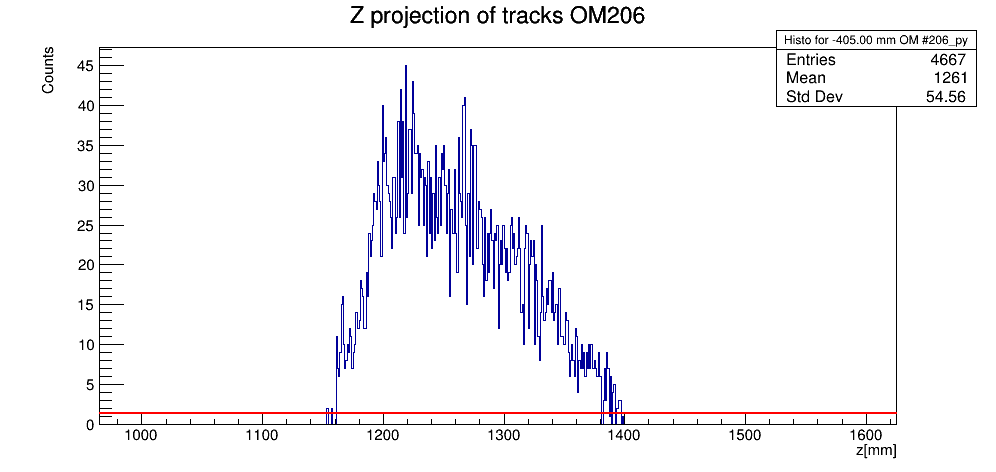 Z projection of tracks OM206
Histo for -405.00 mm OM #206_py
Entries 4667
Mean 1261
Std Dev 54.56
Counts
45
40
35
30
25
20
15
10
5
0
1000 1100 1200 1300 1400 1500 1600
z[mm]